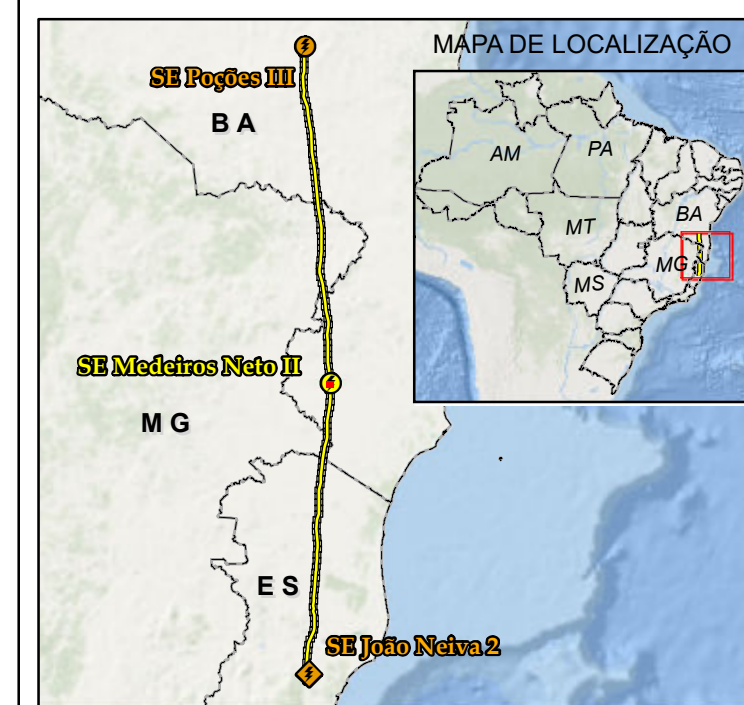 MAPA DE LOCALIZAÇÃO
SE Poções III
B A
AM
PA
MT
BA
MG
MS
SE Medeiros Neto II
M G
E S
SE João Neiva 2